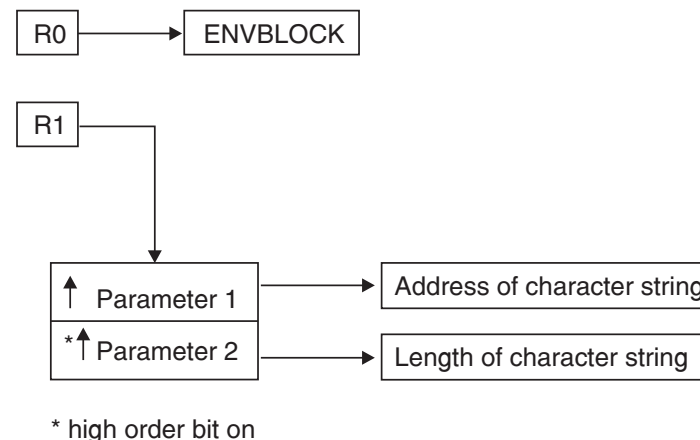 R0
ENVBLOCK
R1
Parameter 1
Address of character string
* Parameter 2
Length of character string
* high order bit on